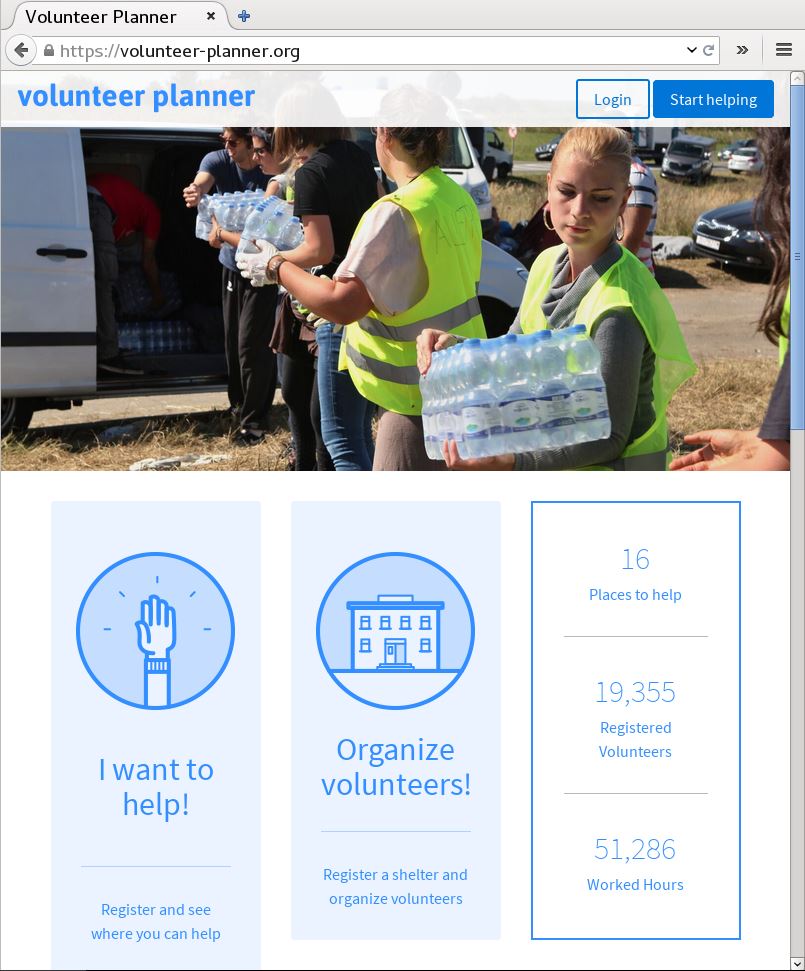 Volunteer Planner
https://volunteer-planner.org
volunteer planner
Login
Start helping
I want to
help!
Register and see
where you can help
Organize
volunteers!
Register a shelter and
organize volunteers
16
Places to help
19,355
Registered
Volunteers
51,286
Worked Hours